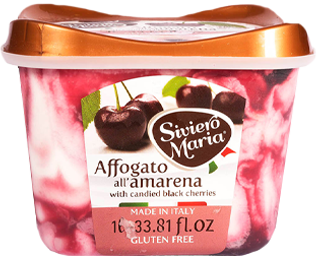 Siviero
Maria®
Affogato
all'amarena
with candied black cherries
MADE IN ITALY
33.81 fl.oz
GLUTEN FREE